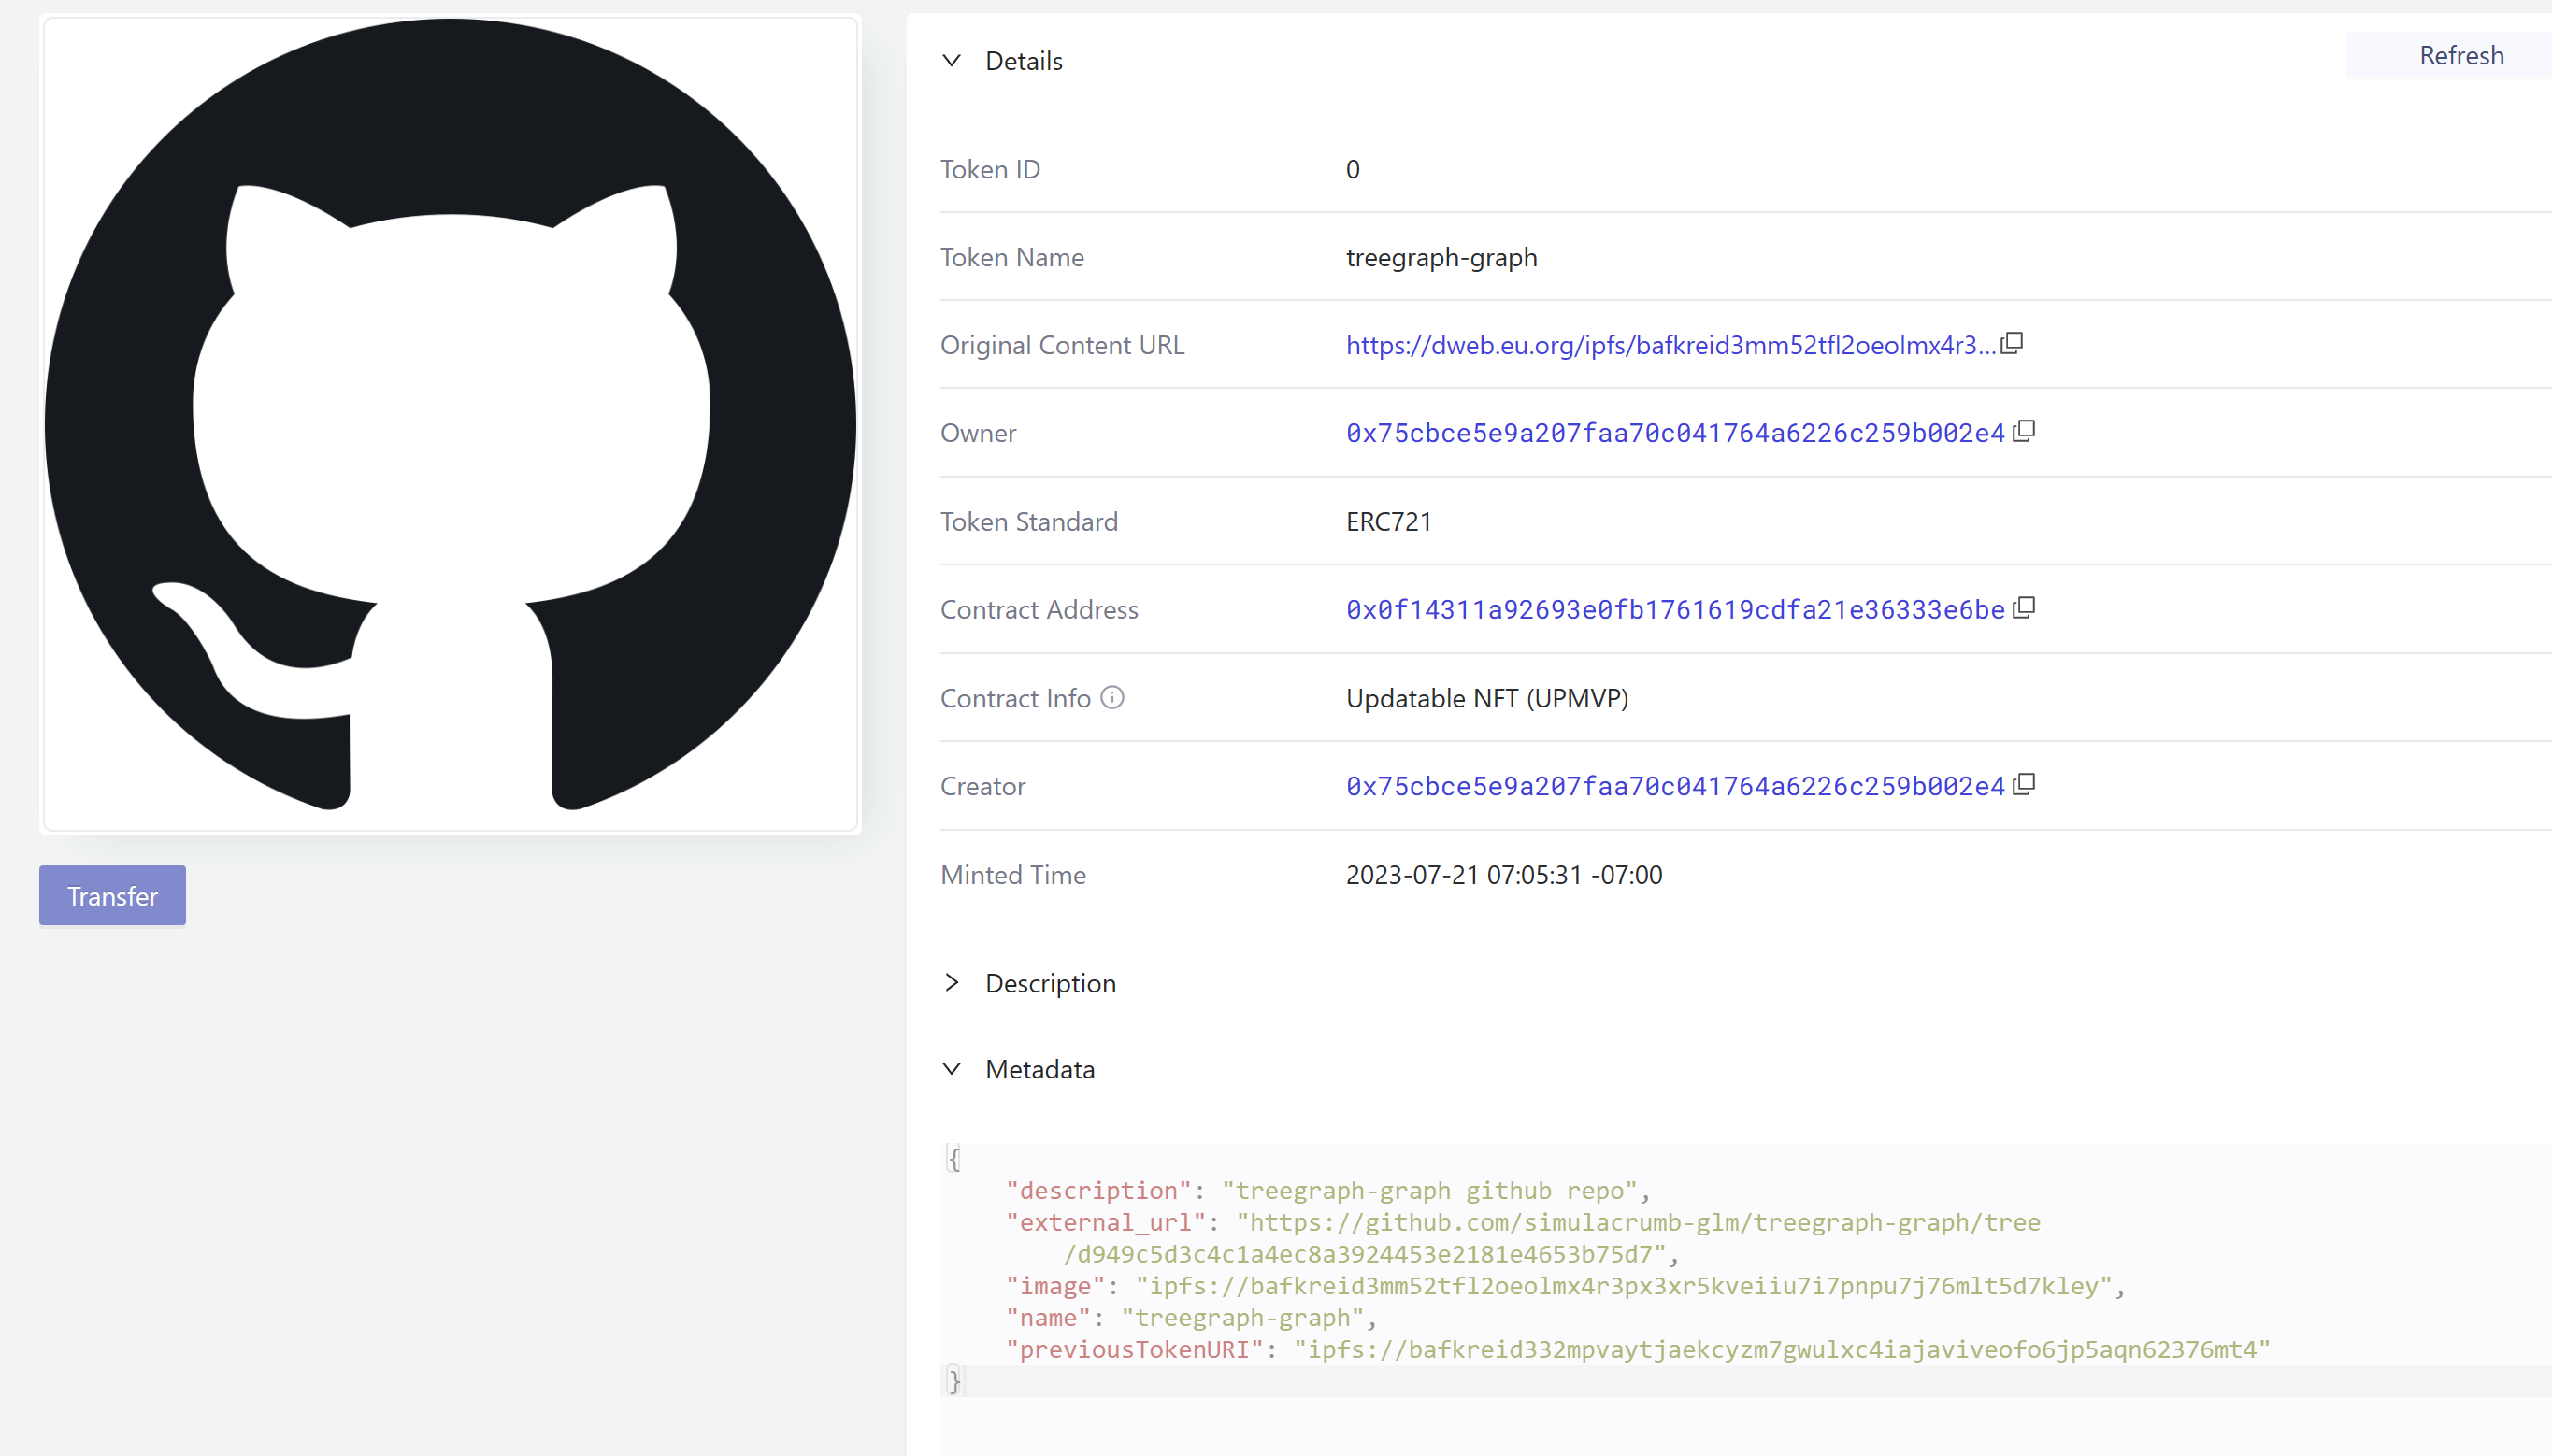 Details
Refresh
Token ID 0
Token Name treegraph-graph
Original Content URL https://dweb.eu.org/ipfs/bafkreid3mm52tfl2oeolmx4r3...
Owner 0x75cbce5e9a207faa70c041764a6226c259b002e4
Token Standard ERC721
Contract Address 0x0f14311a92693e0fb1761619cdfa21e36333e6be
Contract Info Updatable NFT (UPMVP)
Creator 0x75cbce5e9a207faa70c041764a6226c259b002e4
Minted Time 2023-07-21 07:05:31 -07:00
Transfer
Description
Metadata
{
"description": "treegraph-graph github repo",
"external_url": "https://github.com/simulacrumb-glm/treegraph-graph/tree
/d949c5d3c4c1a4ec8a3924453e2181e4653b75d7",
"image": "ipfs://bafkreid3mm52tfl2oeolmx4r3px3xr5kveiiu7i7pnpu7j76mlt5d7kley",
"name": "treegraph-graph",
"previousTokenURI": "ipfs://bafkreid332mpvaytjaekcyzm7gwulxc4iajaviveofo6jp5aqn62376mt4"
}